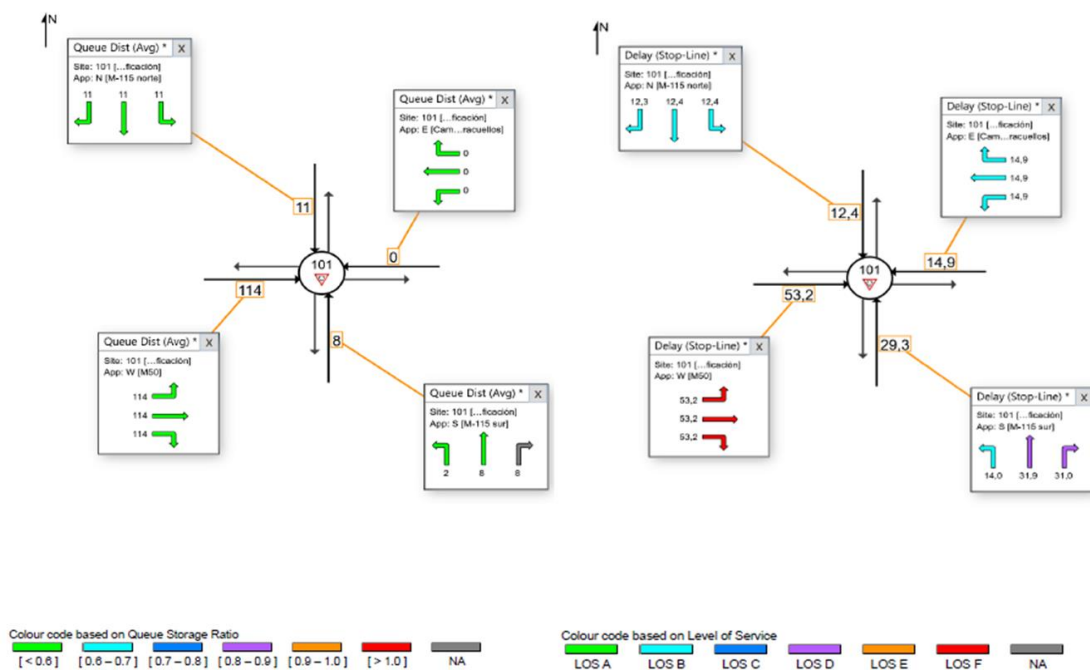 N
Queue Dist (Avg) * X
Site: 101 [...ficación]
App: N [M-115 norte]
11 11 11
Queue Dist (Avg) * X
Site: 101 [...ficación]
App: E [Cam...racuellos]
0
0
0
11
0
101
114
8
Queue Dist (Avg) * X
Site: 101 [...ficación]
App: W [M50]
114
114
114
Queue Dist (Avg) * X
Site: 101 [...ficación]
App: S [M-115 sur]
2 8 8
Colour code based on Queue Storage Ratio
[ < 0.6 ] [ 0.6 – 0.7 ] [ 0.7 – 0.8 ] [ 0.8 – 0.9 ] [ 0.9 – 1.0 ] [ > 1.0 ] NA
N
Delay (Stop-Line) * X
Site: 101 [...ficación]
App: N [M-115 norte]
12,3 12,4 12,4
Delay (Stop-Line) * X
Site: 101 [...ficación]
App: E [Cam...racuellos]
14,9
14,9
14,9
12,4
14,9
101
53,2
29,3
Delay (Stop-Line) * X
Site: 101 [...ficación]
App: W [M50]
53,2
53,2
53,2
Delay (Stop-Line) * X
Site: 101 [...ficación]
App: S [M-115 sur]
14,0 31,9 31,0
Colour code based on Level of Service
LOS A LOS B LOS C LOS D LOS E LOS F NA